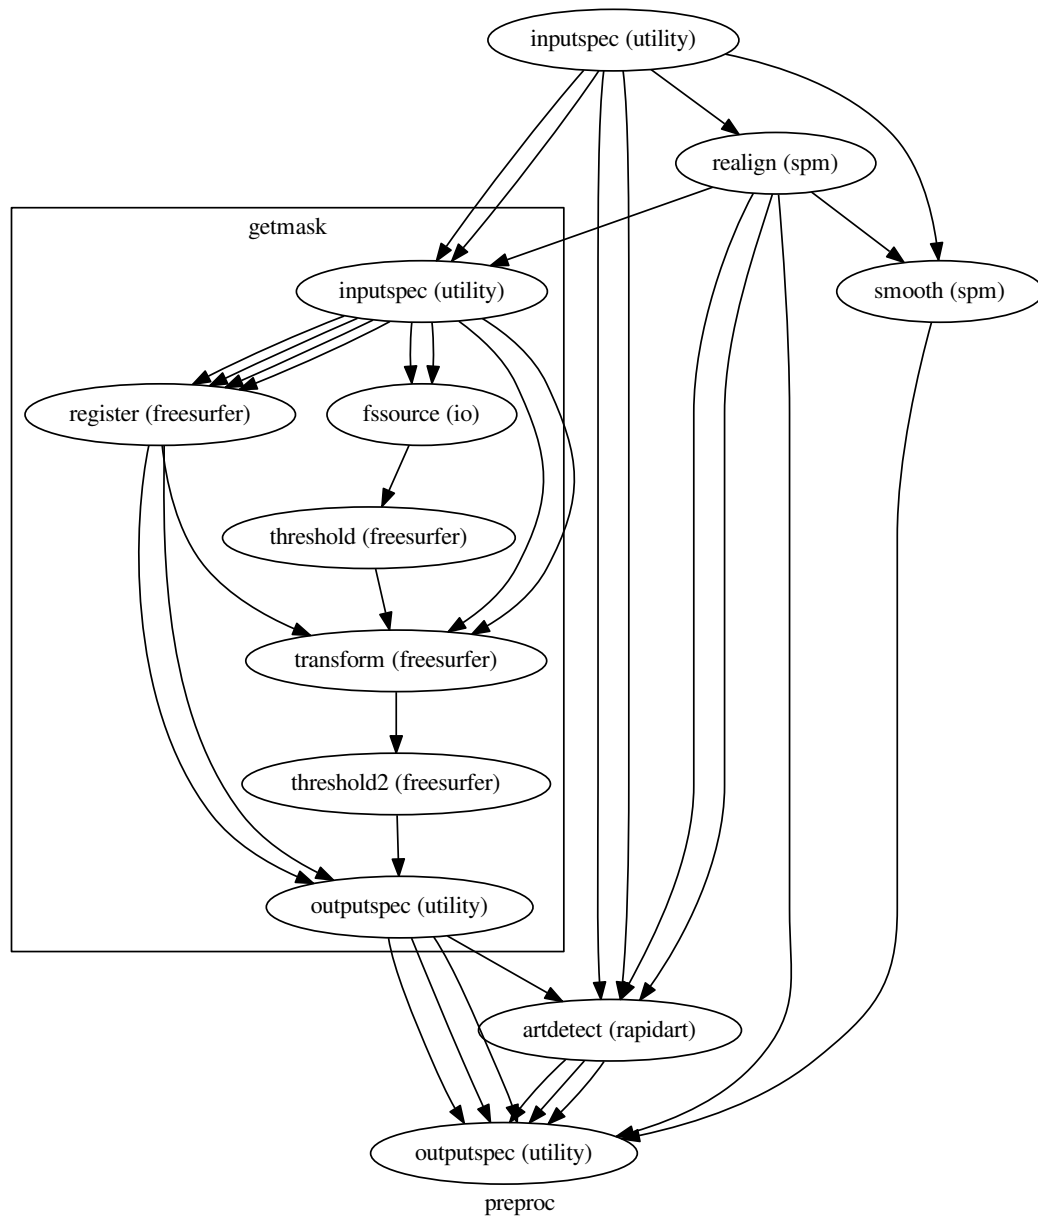 inputspec (utility)
realign (spm)
getmask
inputspec (utility)
smooth (spm)
register (freesurfer)
fssource (io)
threshold (freesurfer)
transform (freesurfer)
threshold2 (freesurfer)
outputspec (utility)
artdetect (rapidart)
outputspec (utility)
preproc